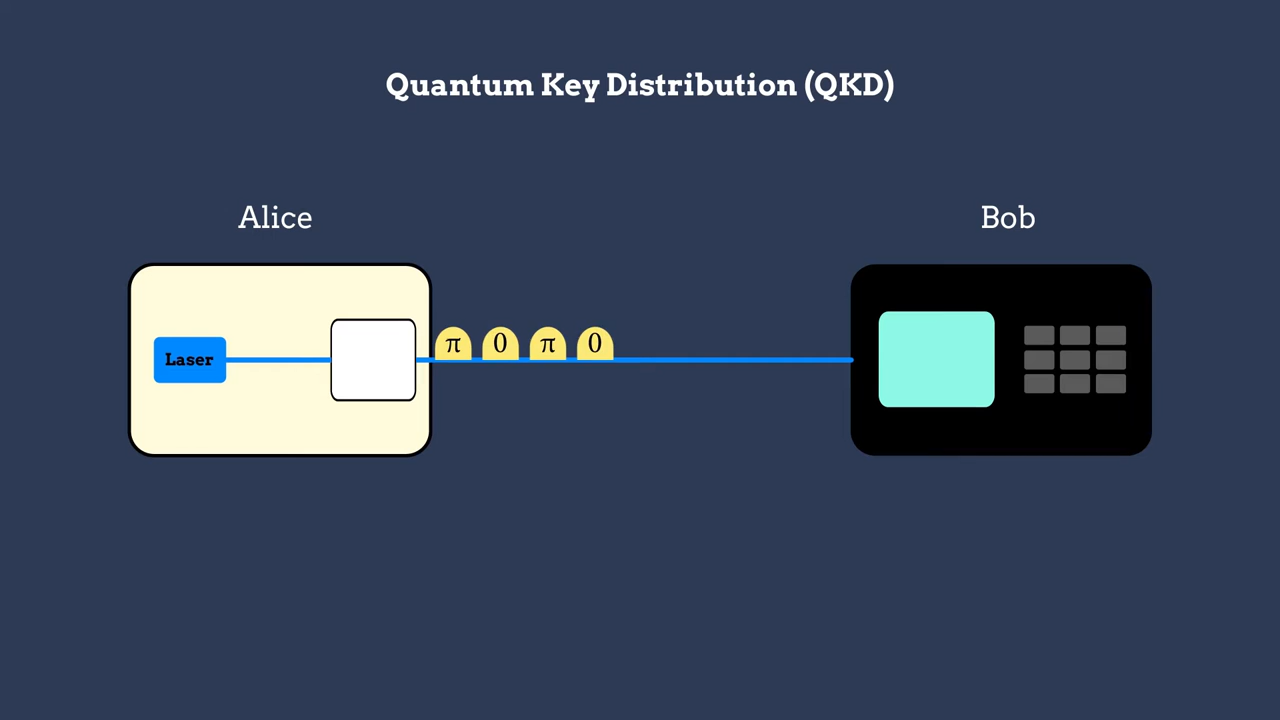 Quantum Key Distribution (QKD)
Alice
Bob
Laser
π 0 π 0